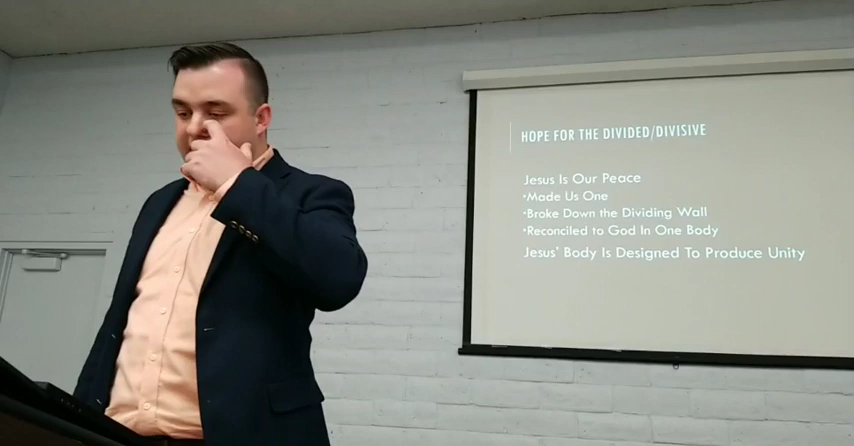 HOPE FOR THE DIVIDED/DIVISIVE
Jesus Is Our Peace
•Made Us One
•Broke Down the Dividing Wall
•Reconciled to God In One Body
Jesus' Body Is Designed To Produce Unity